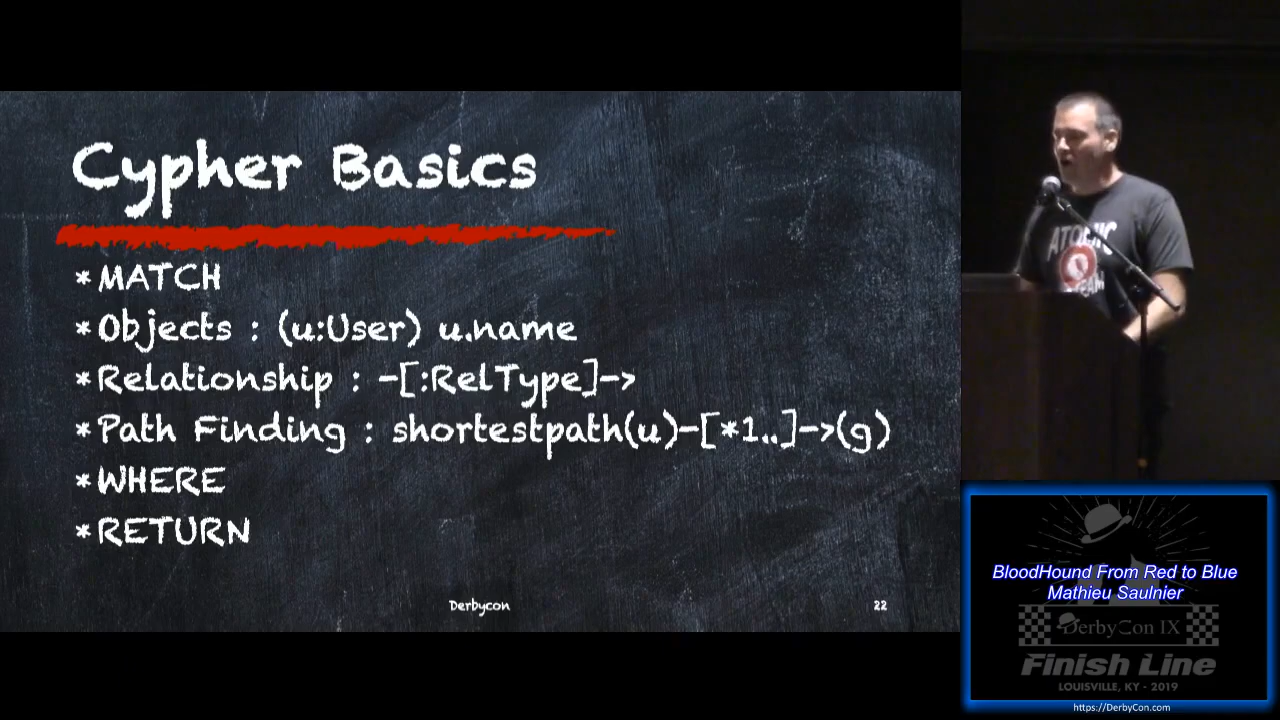 Cypher Basics
*MATCH
*Objects : (u:User) u.name
*Relationship : -[:RelType]->
*Path Finding : shortestpath(u)-[*1..]->(g)
*WHERE
*RETURN
Derbycon
22
ATOMIC
BloodHound From Red to Blue
Mathieu Saulnier
DerbyCon IX
Finish Line
LOUISVILLE, KY - 2019
https://DerbyCon.com